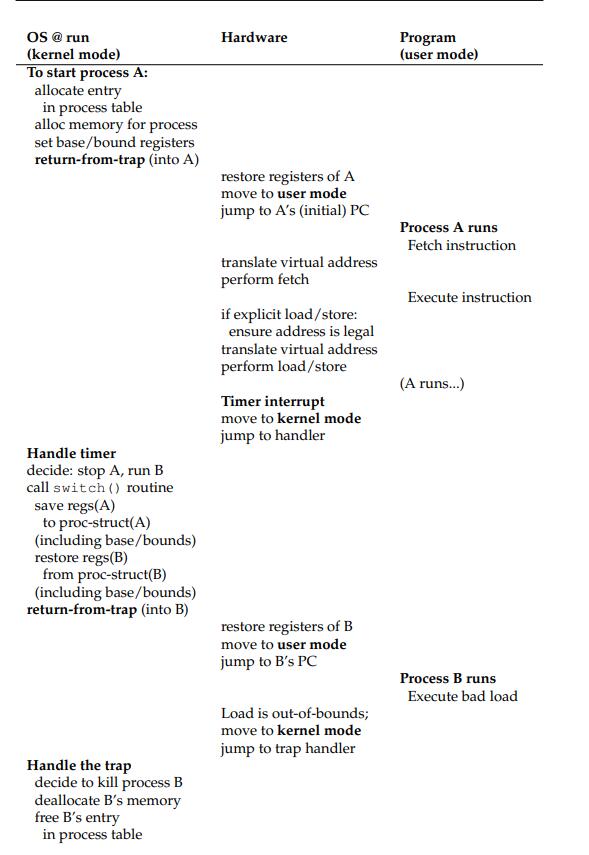 OS @ run Hardware Program
(kernel mode) (user mode)
To start process A:
allocate entry
in process table
alloc memory for process
set base/bound registers
return-from-trap (into A)
restore registers of A
move to user mode
jump to A's (initial) PC
Process A runs
Fetch instruction
translate virtual address
perform fetch
Execute instruction
if explicit load/store:
ensure address is legal
translate virtual address
perform load/store
(A runs...)
Timer interrupt
move to kernel mode
jump to handler
Handle timer
decide: stop A, run B
call switch() routine
save regs(A)
to proc-struct(A)
(including base/bounds)
restore regs(B)
from proc-struct(B)
(including base/bounds)
return-from-trap (into B)
restore registers of B
move to user mode
jump to B's PC
Process B runs
Execute bad load
Load is out-of-bounds;
move to kernel mode
jump to trap handler
Handle the trap
decide to kill process B
deallocate B's memory
free B's entry
in process table